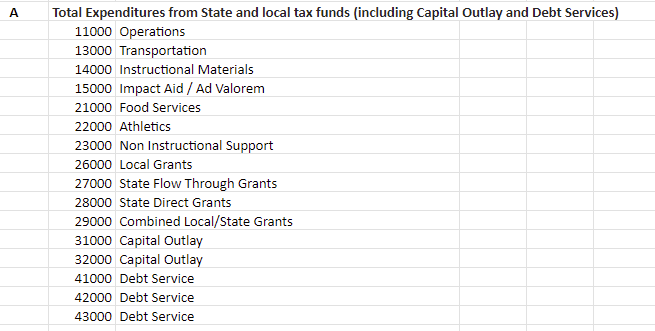 A Total Expenditures from State and local tax funds (including Capital Outlay and Debt Services)
11000 Operations
13000 Transportation
14000 Instructional Materials
15000 Impact Aid / Ad Valorem
21000 Food Services
22000 Athletics
23000 Non Instructional Support
26000 Local Grants
27000 State Flow Through Grants
28000 State Direct Grants
29000 Combined Local/State Grants
31000 Capital Outlay
32000 Capital Outlay
41000 Debt Service
42000 Debt Service
43000 Debt Service